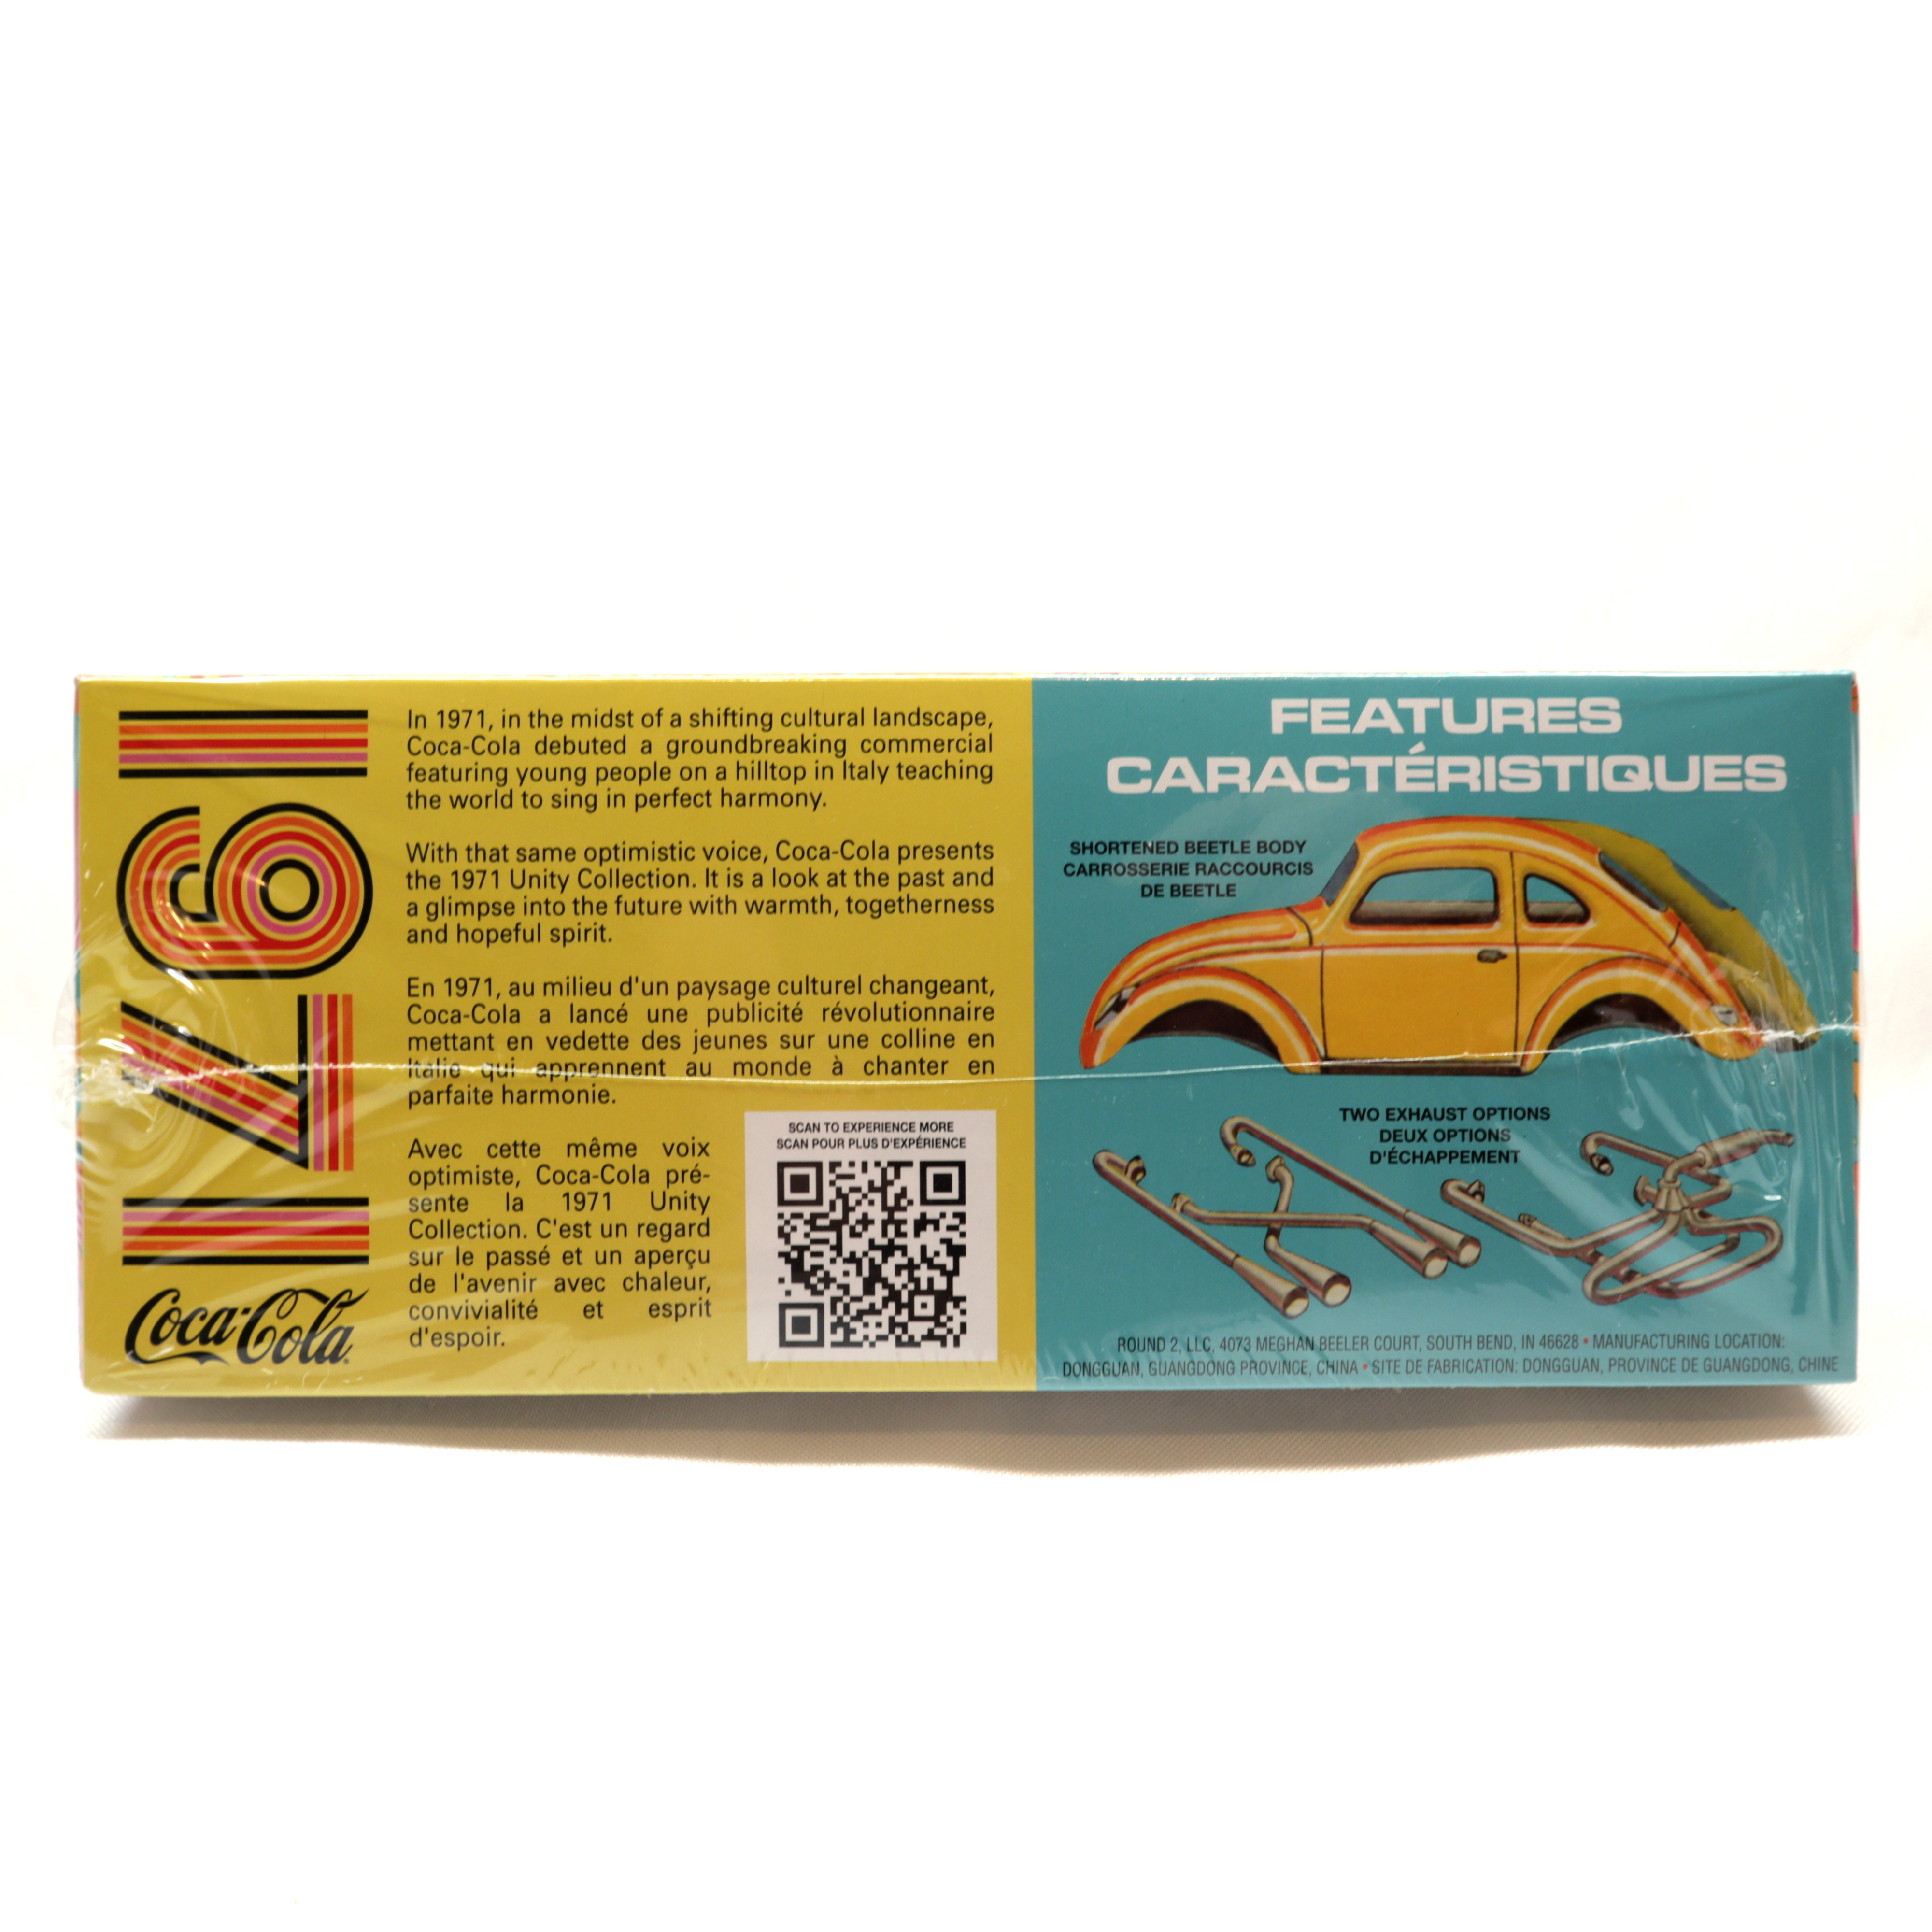 1971
Coca-Cola
In 1971, in the midst of a shifting cultural landscape,
Coca-Cola debuted a groundbreaking commercial
featuring young people on a hilltop in Italy teaching
the world to sing in perfect harmony.
With that same optimistic voice, Coca-Cola presents
the 1971 Unity Collection. It is a look at the past and
a glimpse into the future with warmth, togetherness
and hopeful spirit.
En 1971, au milieu d'un paysage culturel changeant,
Coca-Cola a lancé une publicité révolutionnaire
mettant en vedette des jeunes sur une colline en
Italie qui apprennent au monde à chanter en
parfaite harmonie.
Avec cette même voix
optimiste, Coca-Cola pré-
sente la 1971 Unity
Collection. C'est un regard
sur le passé et un aperçu
de l'avenir avec chaleur,
convivialité et esprit
d'espoir.
SCAN TO EXPERIENCE MORE
SCAN POUR PLUS D'EXPÉRIENCE
FEATURES
CARACTÉRISTIQUES
SHORTENED BEETLE BODY
CARROSSERIE RACCOURCIS
DE BEETLE
TWO EXHAUST OPTIONS
DEUX OPTIONS
D'ÉCHAPPEMENT
ROUND 2, LLC, 4073 MEGHAN BEELER COURT, SOUTH BEND, IN 46628 • MANUFACTURING LOCATION:
DONGGUAN, GUANGDONG PROVINCE, CHINA • SITE DE FABRICATION: DONGGUAN, PROVINCE DE GUANGDONG, CHINE